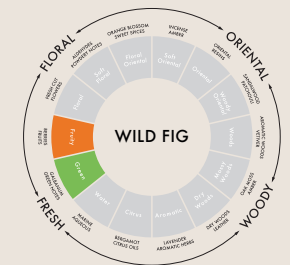 FLORAL
ORIENTAL
WOODY
FRESH
WILD FIG
ORANGE BLOSSOM
SWEET SPICES
INCENSE
AMBER
ORIENTAL
RESINS
SANDALWOOD
PATCHOULI
AROMATIC WOODS
VETIVER
OAK MOSS
AMBER
DRY WOODS
LEATHER
LAVENDER
AROMATIC HERBS
BERGAMOT
CITRUS OILS
MARINE
AQUEOUS
GALBANUM
GREEN NOTES
BERRIES
FRUITS
FRESH CUT
FLOWERS
ALDEHYDES
POWDERY NOTES
Floral
Oriental
Soft
Oriental
Oriental
Woody
Oriental
Woods
Mossy
Woods
Dry
Woods
Aromatic
Citrus
Water
Green
Fruity
Floral
Soft
Floral